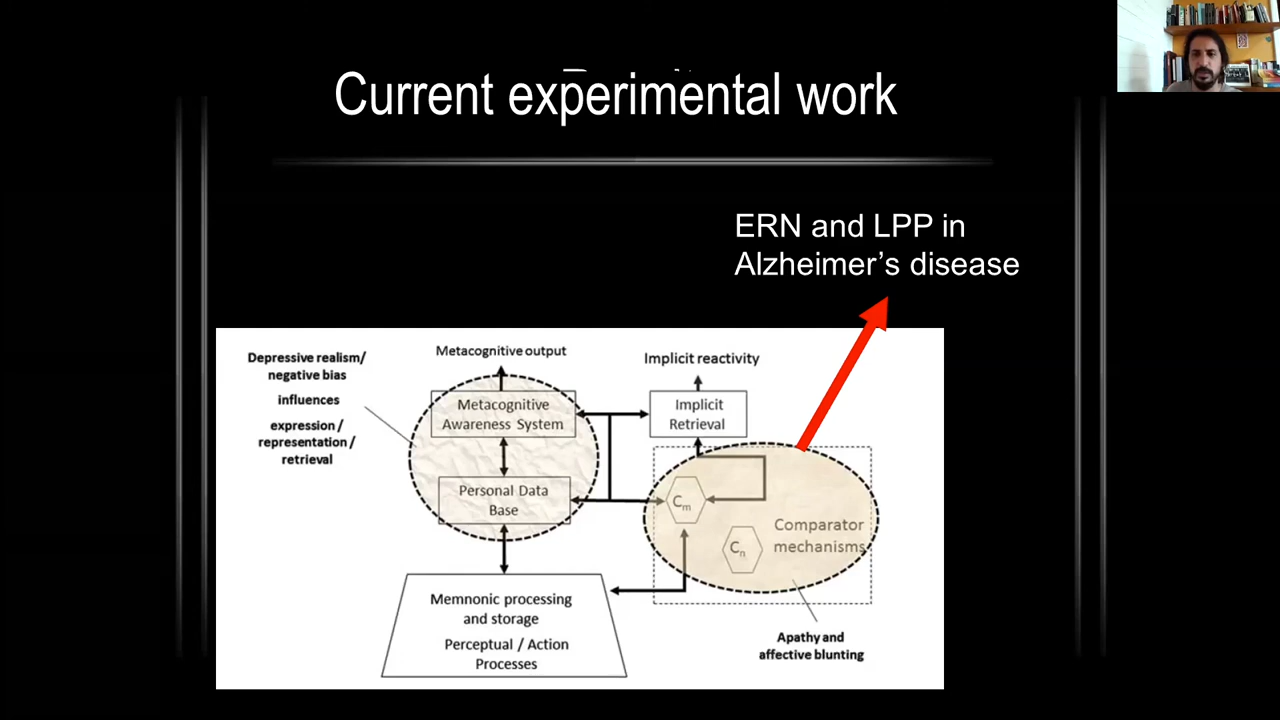 Current experimental work
ERN and LPP in
Alzheimer’s disease
Depressive realism/
negative bias
influences
expression /
representation /
retrieval
Metacognitive output
Metacognitive
Awareness System
Personal Data
Base
Memnonic processing
and storage
Perceptual / Action
Processes
Implicit reactivity
Implicit
Retrieval
Cm
Cn
Comparator
mechanisms
Apathy and
affective blunting